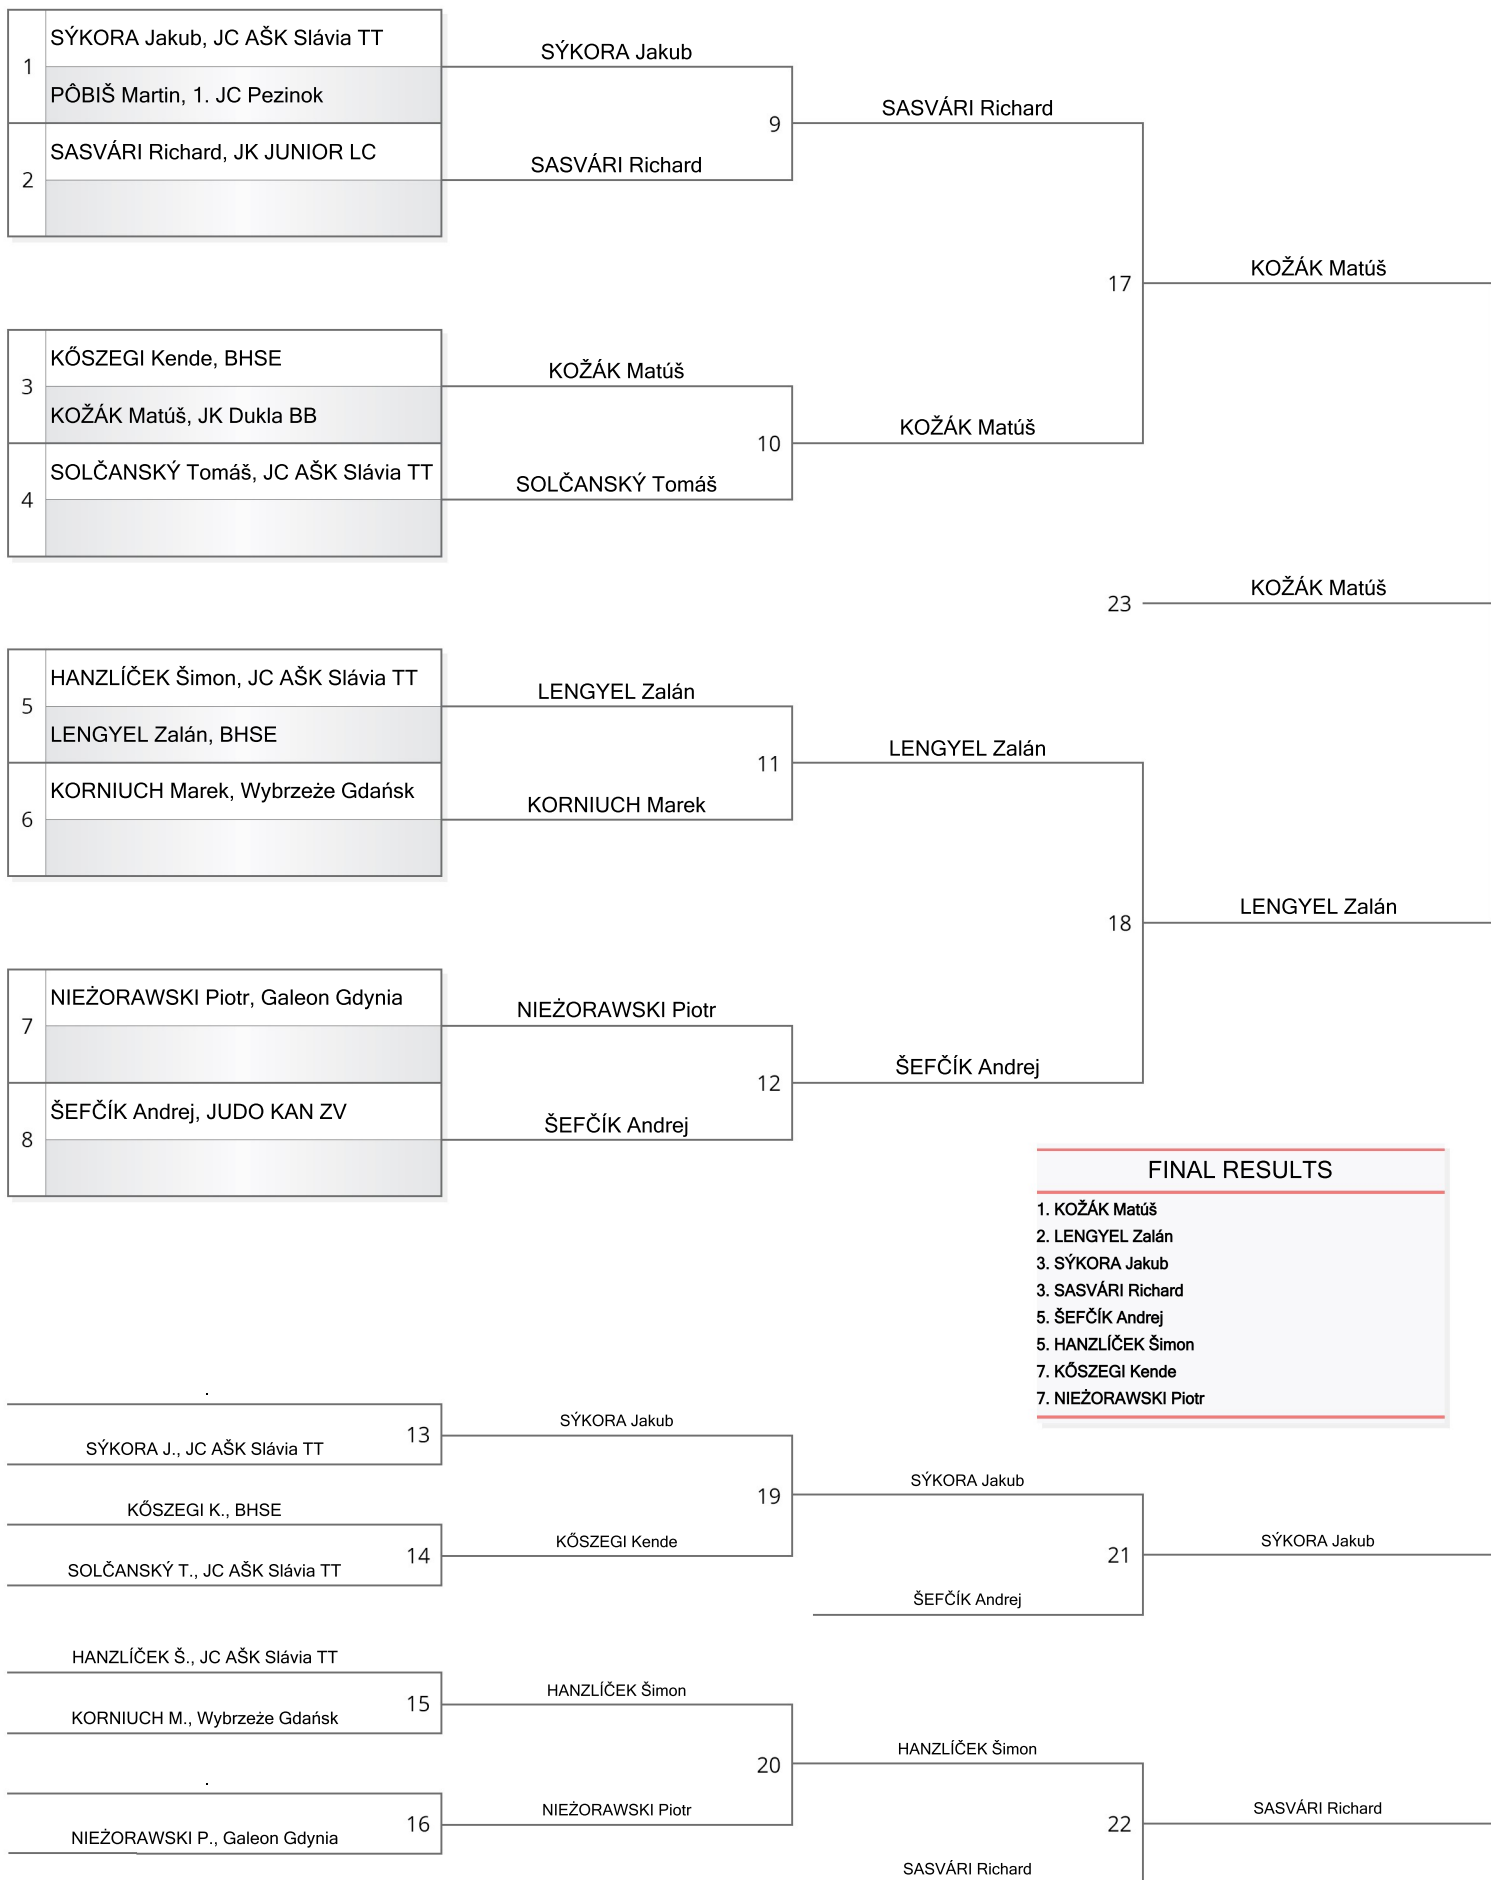 SÝKORA Jakub, JC AŠK Slávia TT
1
PÔBIŠ Martin, 1. JC Pezinok
SÝKORA Jakub
SASVÁRI Richard, JK JUNIOR LC
2
SASVÁRI Richard
9
SASVÁRI Richard
KŐSZEGI Kende, BHSE
3
KOŽÁK Matúš, JK Dukla BB
KOŽÁK Matúš
SOLČANSKÝ Tomáš, JC AŠK Slávia TT
4
SOLČANSKÝ Tomáš
10
KOŽÁK Matúš
17
KOŽÁK Matúš
23
KOŽÁK Matúš
HANZLÍČEK Šimon, JC AŠK Slávia TT
5
LENGYEL Zalán, BHSE
LENGYEL Zalán
KORNIUCH Marek, Wybrzeże Gdańsk
6
KORNIUCH Marek
11
LENGYEL Zalán
NIEŻORAWSKI Piotr, Galeon Gdynia
7
NIEŻORAWSKI Piotr
ŠEFČÍK Andrej, JUDO KAN ZV
8
ŠEFČÍK Andrej
12
ŠEFČÍK Andrej
18
LENGYEL Zalán
FINAL RESULTS
1. KOŽÁK Matúš
2. LENGYEL Zalán
3. SÝKORA Jakub
3. SASVÁRI Richard
5. ŠEFČÍK Andrej
5. HANZLÍČEK Šimon
7. KŐSZEGI Kende
7. NIEŻORAWSKI Piotr
.
SÝKORA J., JC AŠK Slávia TT
13
SÝKORA Jakub
KŐSZEGI K., BHSE
SOLČANSKÝ T., JC AŠK Slávia TT
14
KŐSZEGI Kende
19
SÝKORA Jakub
ŠEFČÍK Andrej
21
SÝKORA Jakub
HANZLÍČEK Š., JC AŠK Slávia TT
KORNIUCH M., Wybrzeże Gdańsk
15
HANZLÍČEK Šimon
.
NIEŻORAWSKI P., Galeon Gdynia
16
NIEŻORAWSKI Piotr
20
HANZLÍČEK Šimon
SASVÁRI Richard
22
SASVÁRI Richard